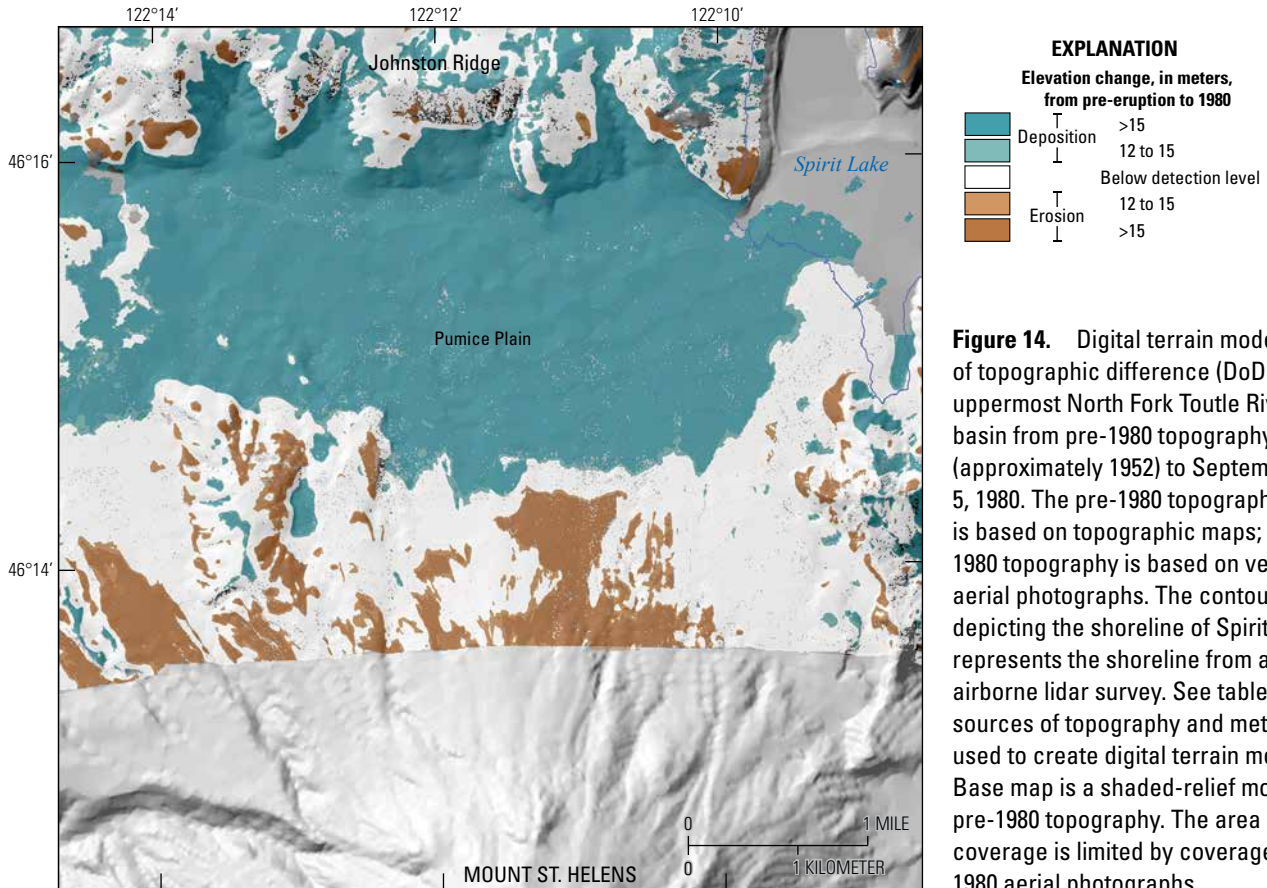 122°14′
122°12′
122°10′
Johnston Ridge
46°16′
Spirit Lake
Pumice Plain
46°14′
0
1 MILE
0
1 KILOMETER
MOUNT ST. HELENS
EXPLANATION
Elevation change, in meters,
from pre-eruption to 1980
Deposition
>15
12 to 15
Below detection level
Erosion
12 to 15
>15
Figure 14. Digital terrain mode
of topographic difference (DoD
uppermost North Fork Toutle Riv
basin from pre-1980 topography
(approximately 1952) to Septem
5, 1980. The pre-1980 topograph
is based on topographic maps;
1980 topography is based on ve
aerial photographs. The contou
depicting the shoreline of Spirit
represents the shoreline from a
airborne lidar survey. See table
sources of topography and met
used to create digital terrain mo
Base map is a shaded-relief mo
pre-1980 topography. The area
coverage is limited by coverage
1980 aerial photographs